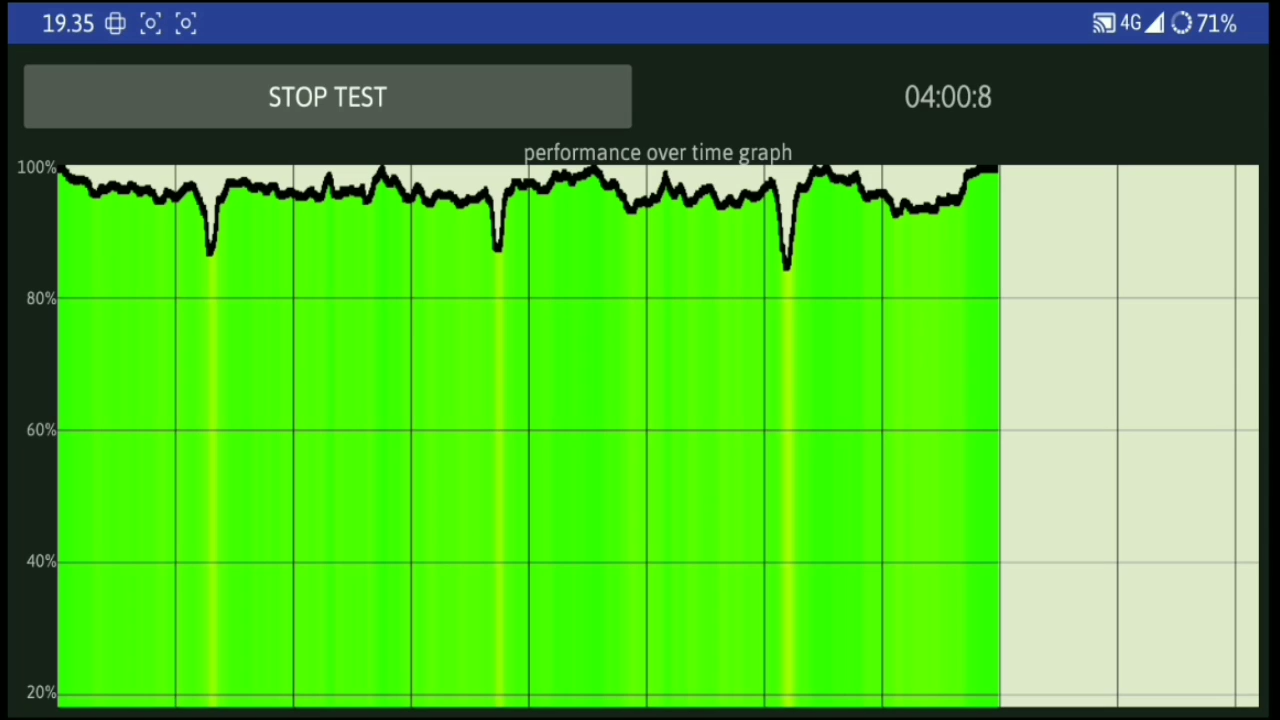 19.35 4G 71%
STOP TEST 04:00:8
performance over time graph
100%
80%
60%
40%
20%